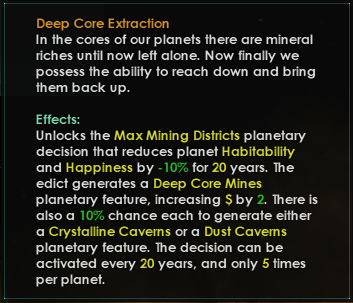 Deep Core Extraction
In the cores of our planets there are mineral
riches until now left alone. Now finally we
possess the ability to reach down and bring
them back up.
Effects:
Unlocks the Max Mining Districts planetary
decision that reduces planet Habitability
and Happiness by -10% for 20 years. The
edict generates a Deep Core Mines
planetary feature, increasing $ by 2. There is
also a 10% chance each to generate either
a Crystalline Caverns or a Dust Caverns
planetary feature. The decision can be
activated every 20 years, and only 5 times
per planet.